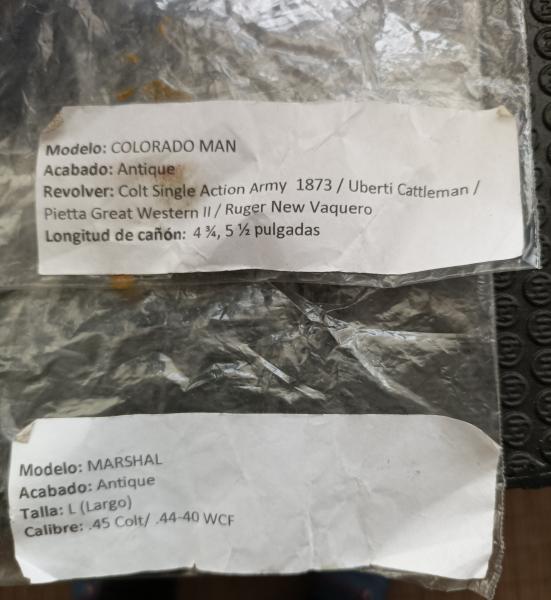 Modelo: COLORADO MAN
Acabado: Antique
Revolver: Colt Single Action Army 1873 / Uberti Cattleman /
Pietta Great Western II / Ruger New Vaquero
Longitud de cañón: 4 ¾, 5 ½ pulgadas
Modelo: MARSHAL
Acabado: Antique
Talla: L (Largo)
Calibre: .45 Colt/ .44-40 WCF